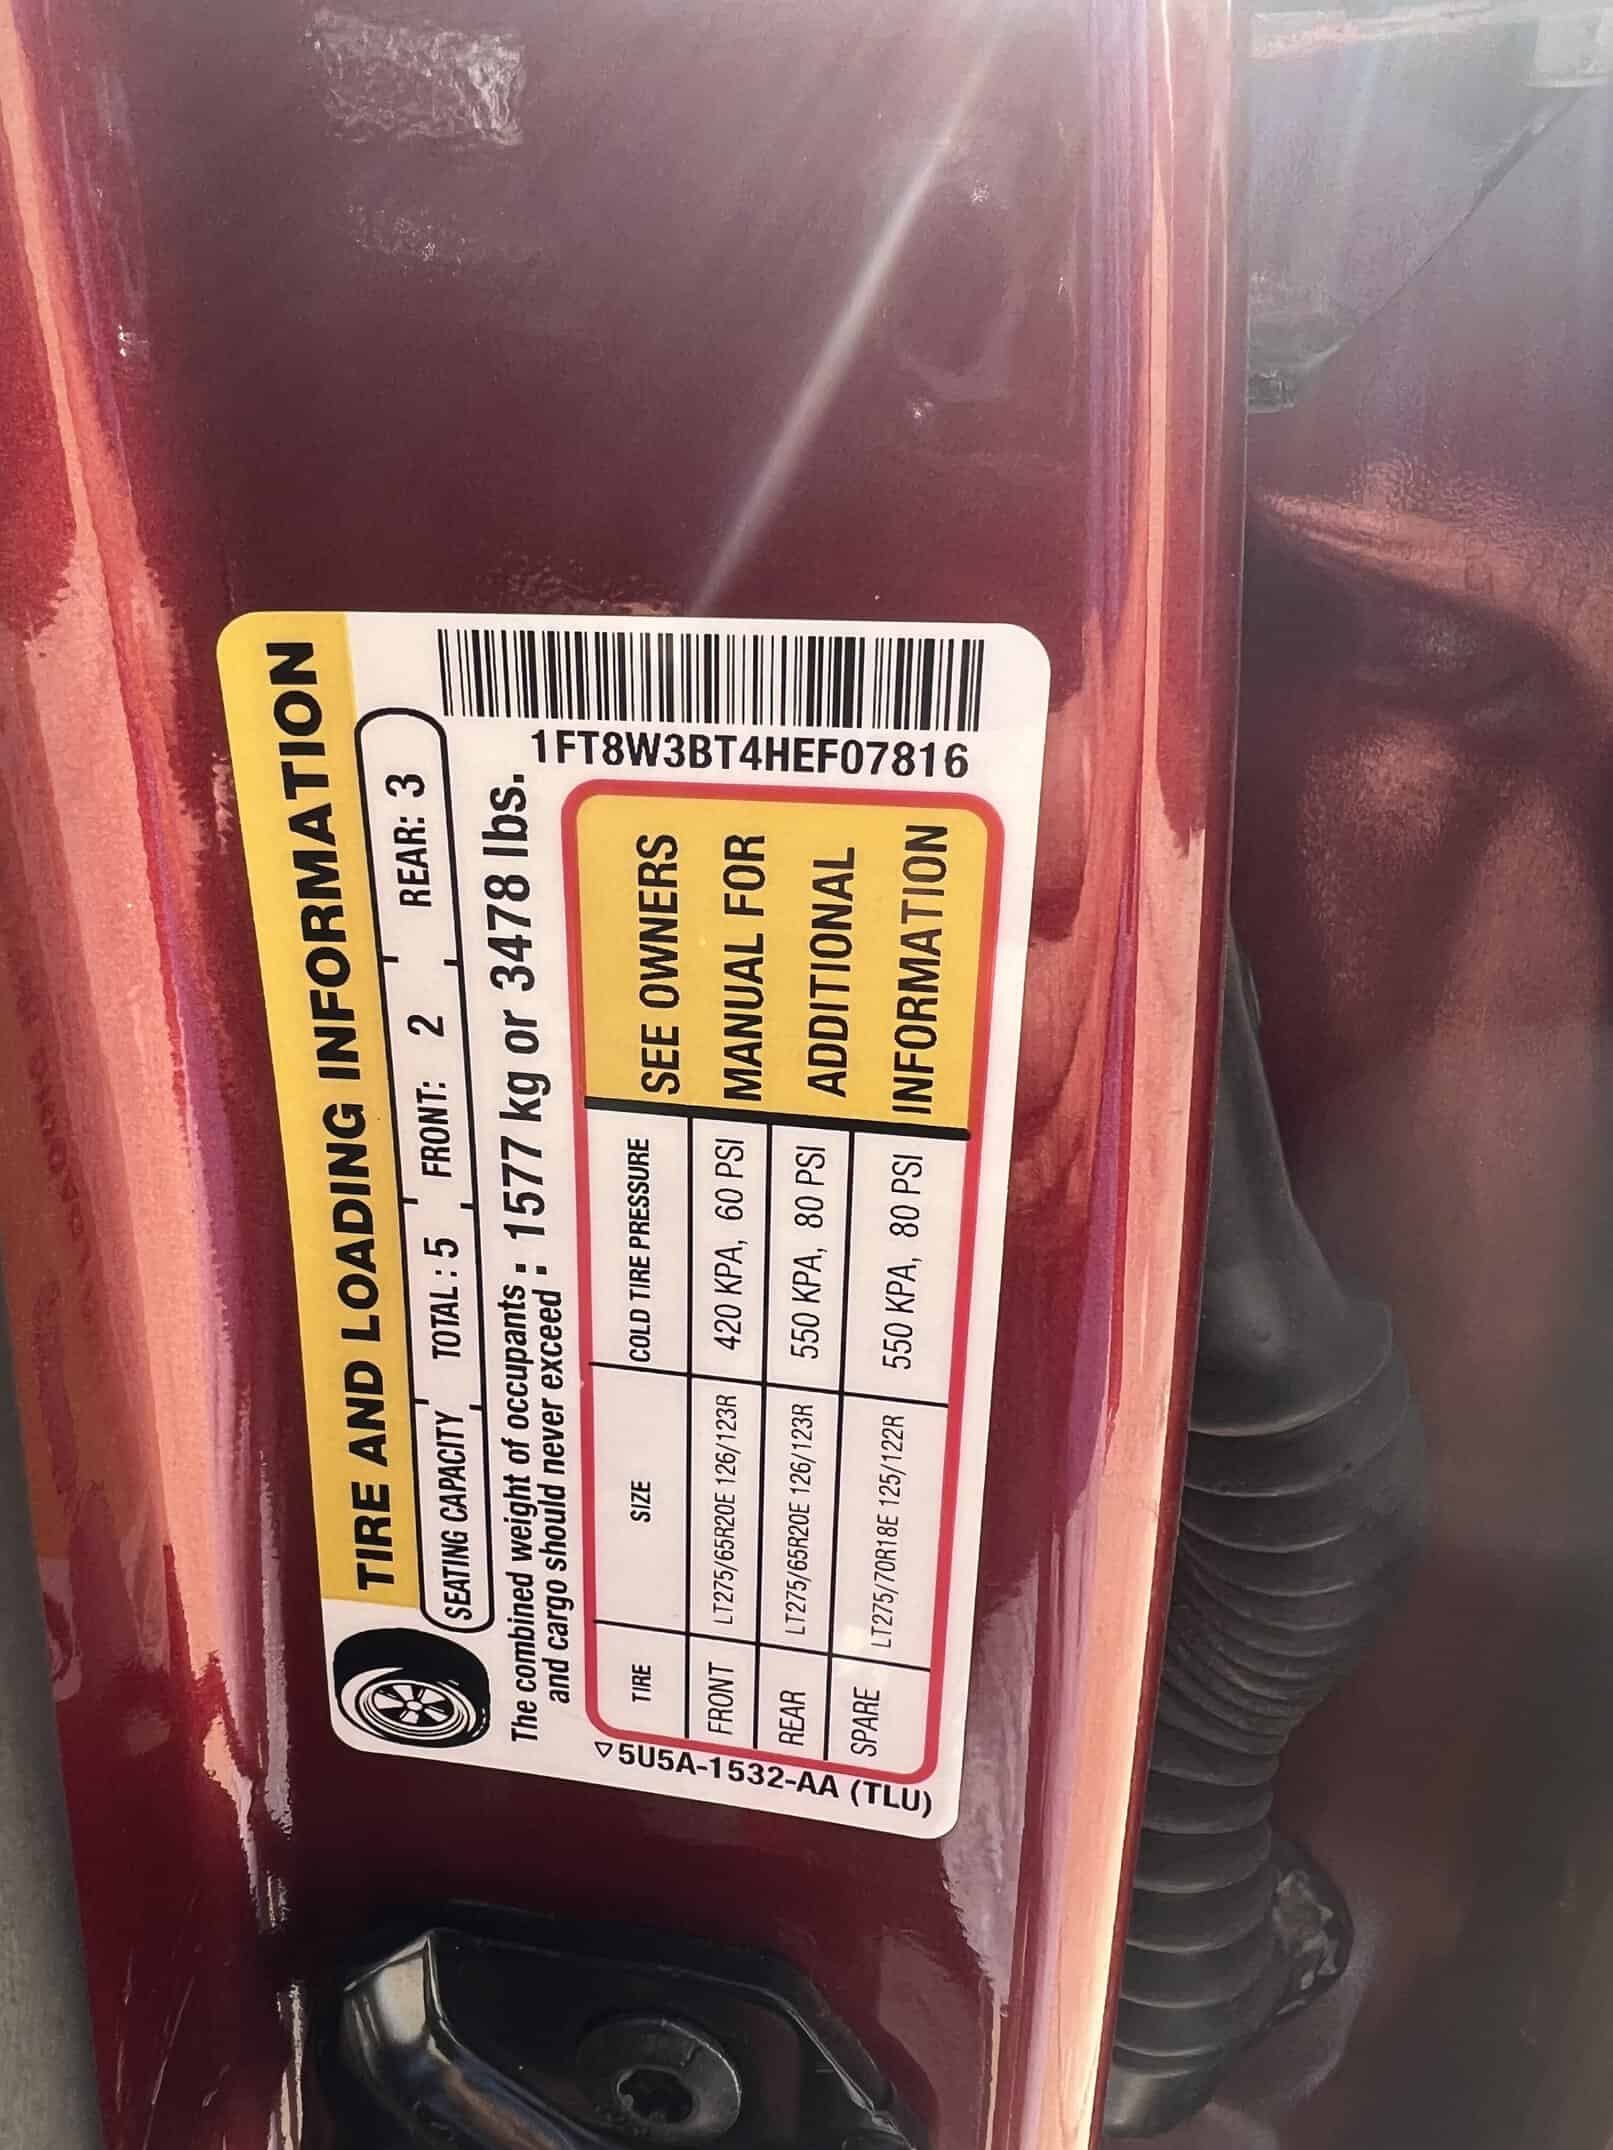 TIRE AND LOADING INFORMATION
SEATING CAPACITY TOTAL : 5 FRONT: 2 REAR: 3
The combined weight of occupants : 1577 kg or 3478 lbs.
and cargo should never exceed :
1FT8W3BT4HEF07816
TIRE SIZE COLD TIRE PRESSURE
FRONT LT275/65R20E 126/123R 420 KPA, 60 PSI
REAR LT275/65R20E 126/123R 550 KPA, 80 PSI
SPARE LT275/70R18E 125/122R 550 KPA, 80 PSI
SEE OWNERS
MANUAL FOR
ADDITIONAL
INFORMATION
▽5U5A-1532-AA (TLU)